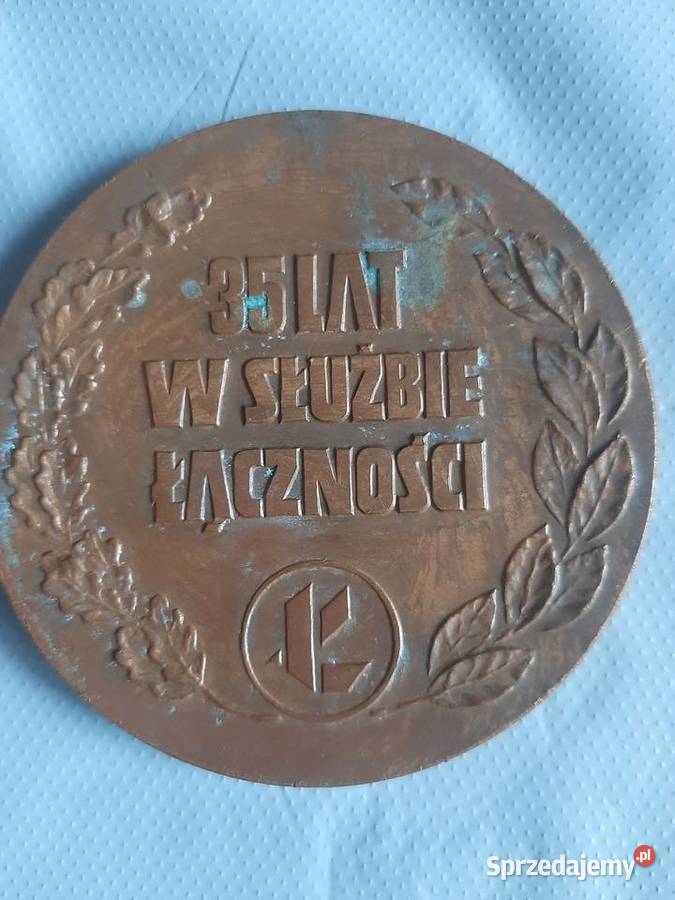 35 LAT
W SŁUŻBIE
ŁĄCZNOŚCI
Sprzedajemy.pl